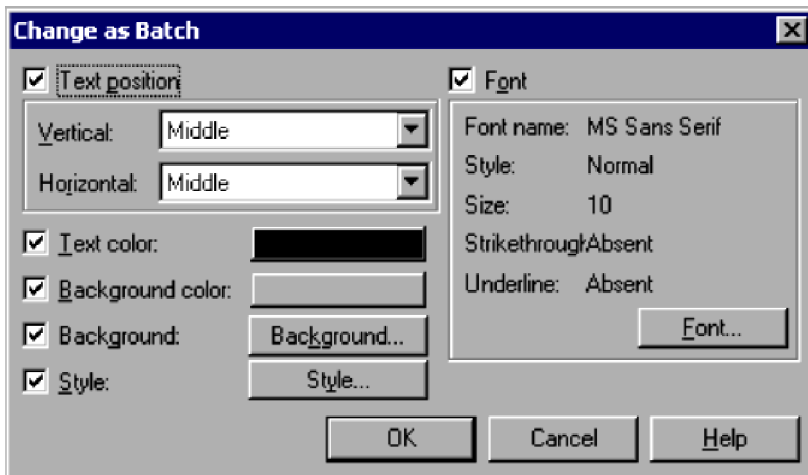 Change as Batch
Text position
Vertical: Middle
Horizontal: Middle
Text color:
Background color:
Background: Background...
Style: Style...
Font
Font name: MS Sans Serif
Style: Normal
Size: 10
Strikethrough Absent
Underline: Absent
Font...
OK Cancel Help